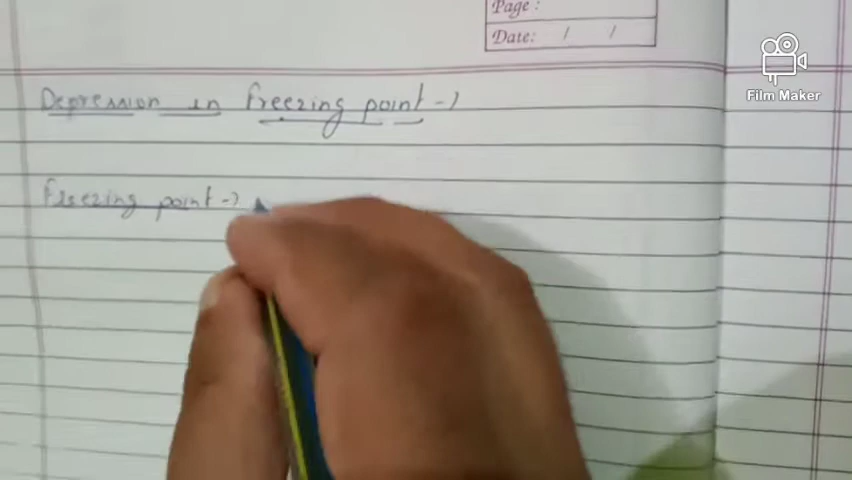 Page :
Date: / /
Film Maker
Depression in freezing point -)
freezing point -)